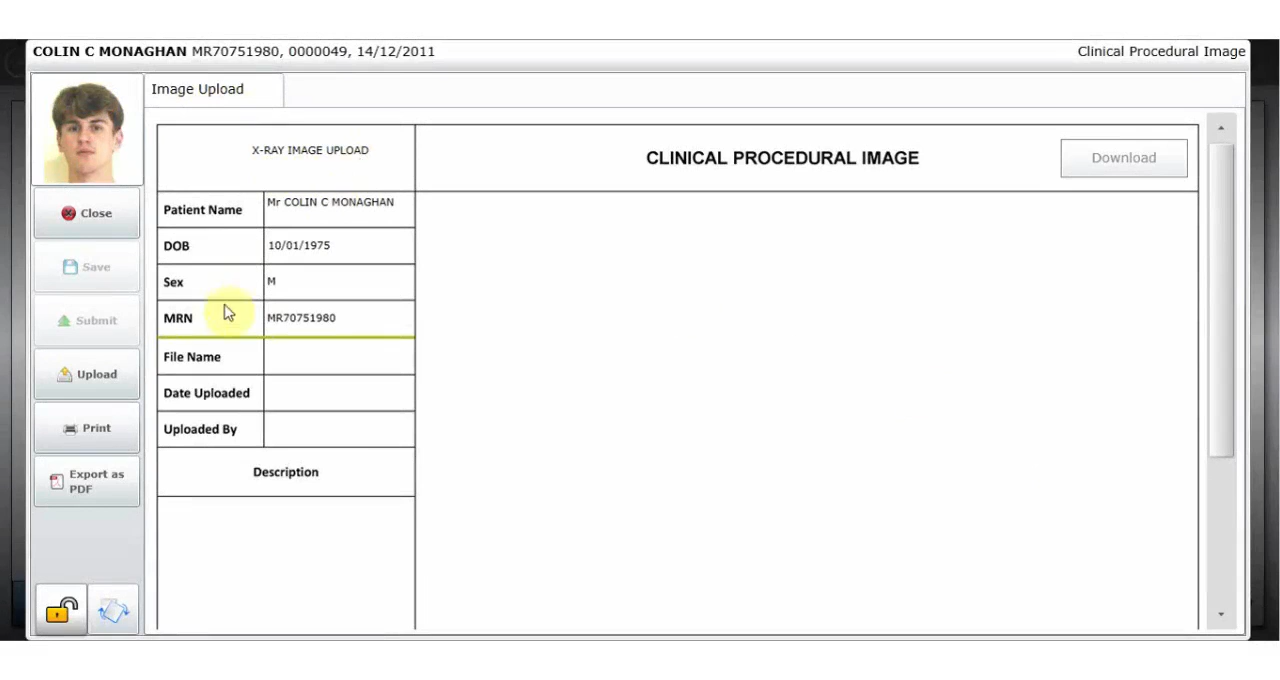 COLIN C MONAGHAN MR70751980, 0000049, 14/12/2011
Clinical Procedural Image
Image Upload
X-RAY IMAGE UPLOAD
CLINICAL PROCEDURAL IMAGE
Download
Close
Save
Submit
Upload
Print
Export as
PDF
Patient Name
Mr COLIN C MONAGHAN
DOB
10/01/1975
Sex
M
MRN
MR70751980
File Name
Date Uploaded
Uploaded By
Description